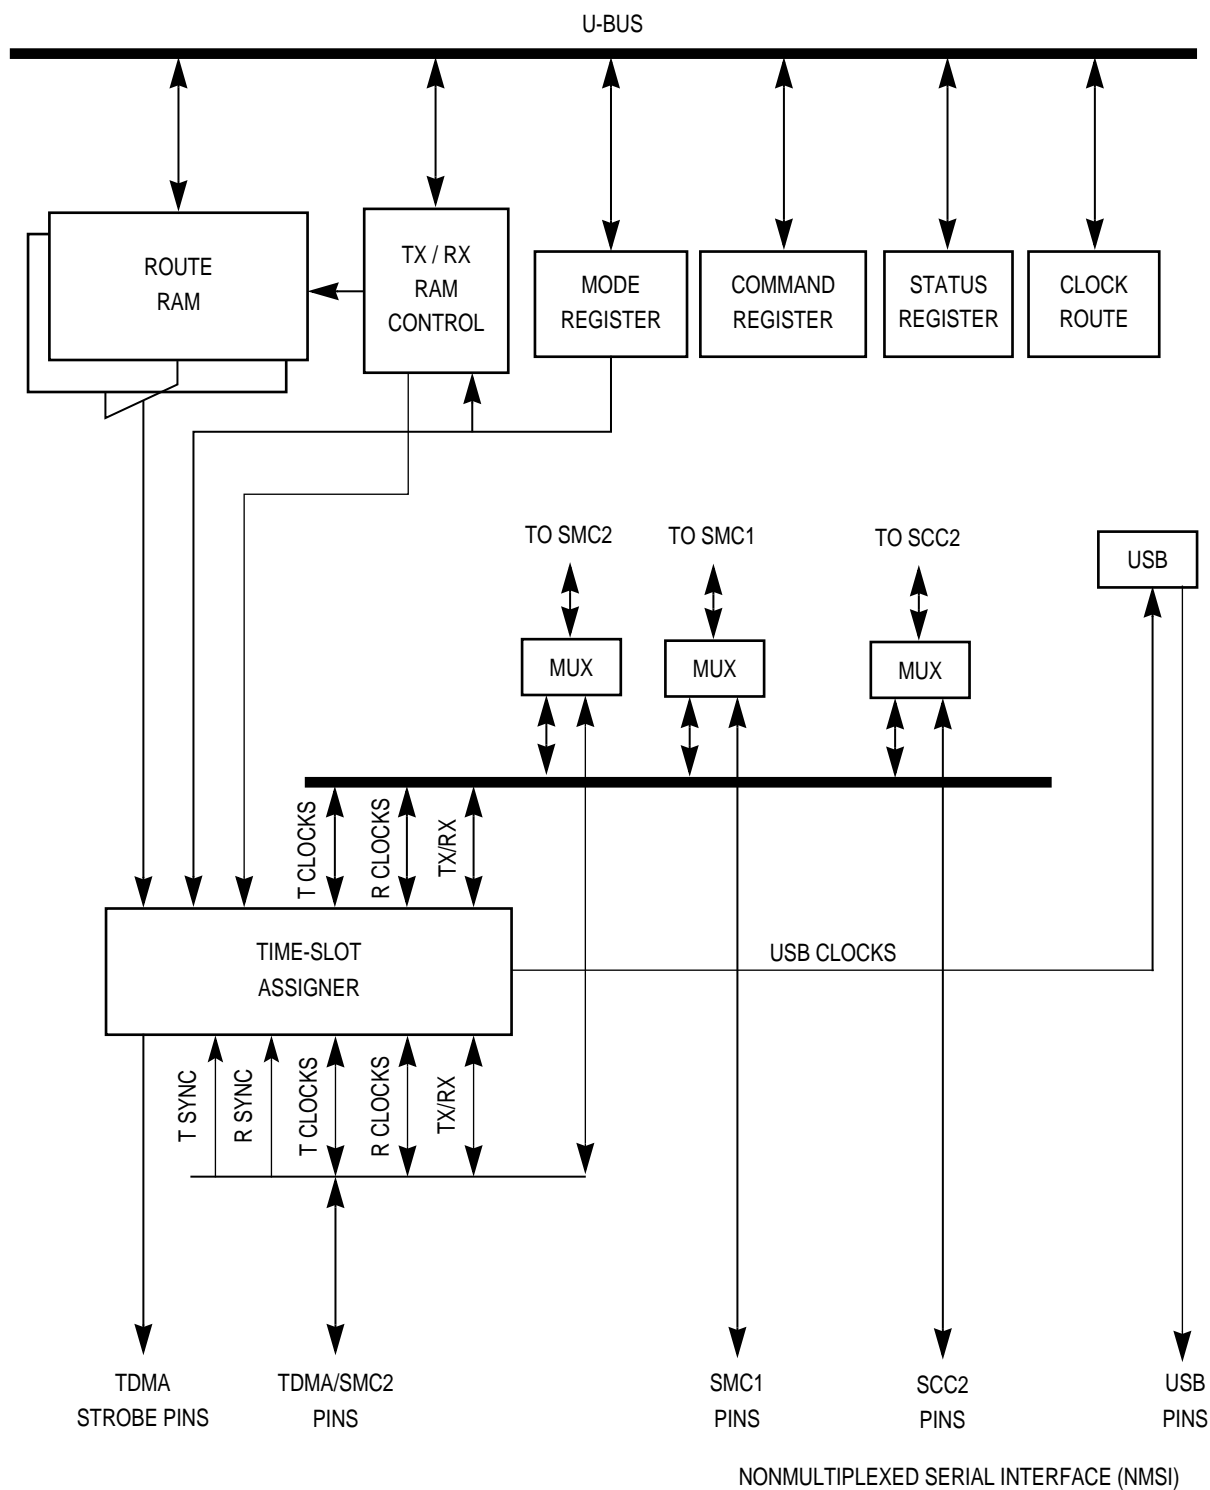 U-BUS
ROUTE
RAM
TX / RX
RAM
CONTROL
MODE
REGISTER
COMMAND
REGISTER
STATUS
REGISTER
CLOCK
ROUTE
TO SMC2
TO SMC1
TO SCC2
USB
MUX
MUX
MUX
T CLOCKS
R CLOCKS
TX/RX
TIME-SLOT
ASSIGNER
USB CLOCKS
T SYNC
R SYNC
T CLOCKS
R CLOCKS
TX/RX
TDMA
STROBE PINS
TDMA/SMC2
PINS
SMC1
PINS
SCC2
PINS
USB
PINS
NONMULTIPLEXED SERIAL INTERFACE (NMSI)